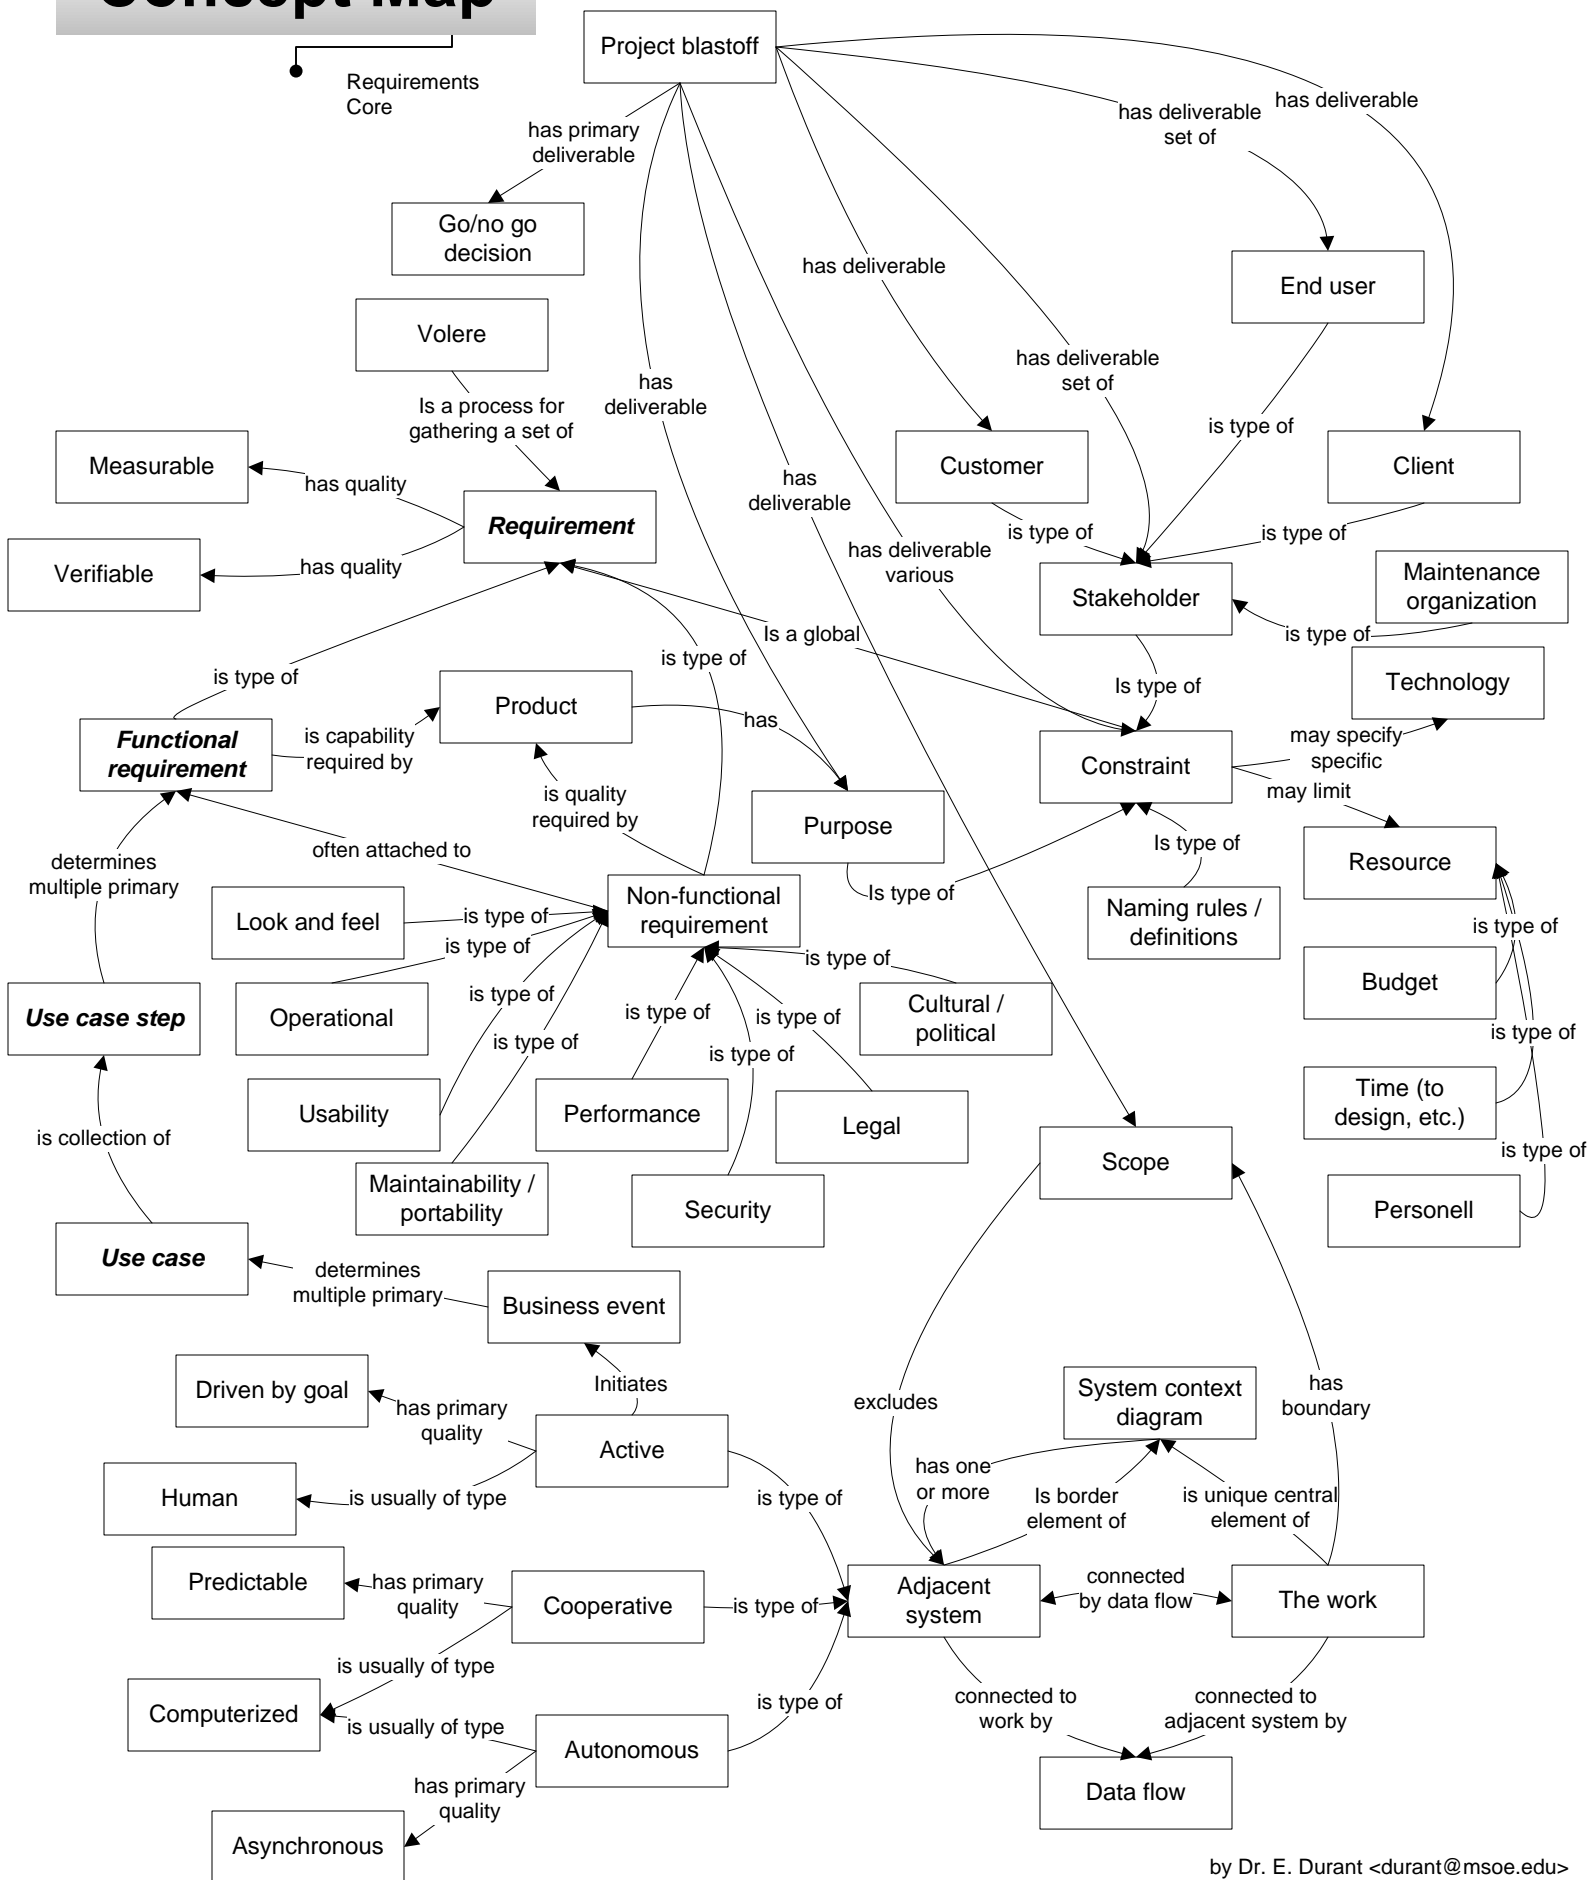 Concept Map
Requirements
Core
Project blastoff
has primary
deliverable
has deliverable
set of
has deliverable
Go/no go
decision
has deliverable
End user
Volere
has
deliverable
has deliverable
set of
Is a process for
gathering a set of
is type of
Measurable
has quality
Customer
Client
has
deliverable
Requirement
is type of
is type of
Verifiable
has quality
has deliverable
various
Stakeholder
Maintenance
organization
Is a global
is type of
is type of
is type of
Product
Is type of
Technology
has
Functional
requirement
is capability
required by
may specify
specific
Constraint
may limit
is quality
required by
Purpose
often attached to
Is type of
Resource
determines
multiple primary
Is type of
Look and feel
is type of
Non-functional
requirement
Naming rules /
definitions
is type of
is type of
is type of
Budget
Use case step
Operational
is type of
is type of
is type of
Cultural /
political
is type of
is type of
is type of
Usability
Performance
Legal
Time (to
design, etc.)
is collection of
is type of
Maintainability /
portability
Security
Scope
Personell
Use case
determines
multiple primary
Business event
Driven by goal
Initiates
has primary
quality
excludes
System context
diagram
has
boundary
Active
Human
is usually of type
is type of
has one
or more
Is border
element of
is unique central
element of
Predictable
has primary
quality
Cooperative
is type of
Adjacent
system
connected
by data flow
The work
is usually of type
Computerized
is usually of type
is type of
connected to
work by
connected to
adjacent system by
Autonomous
has primary
quality
Data flow
Asynchronous
by Dr. E. Durant <durant@msoe.edu>